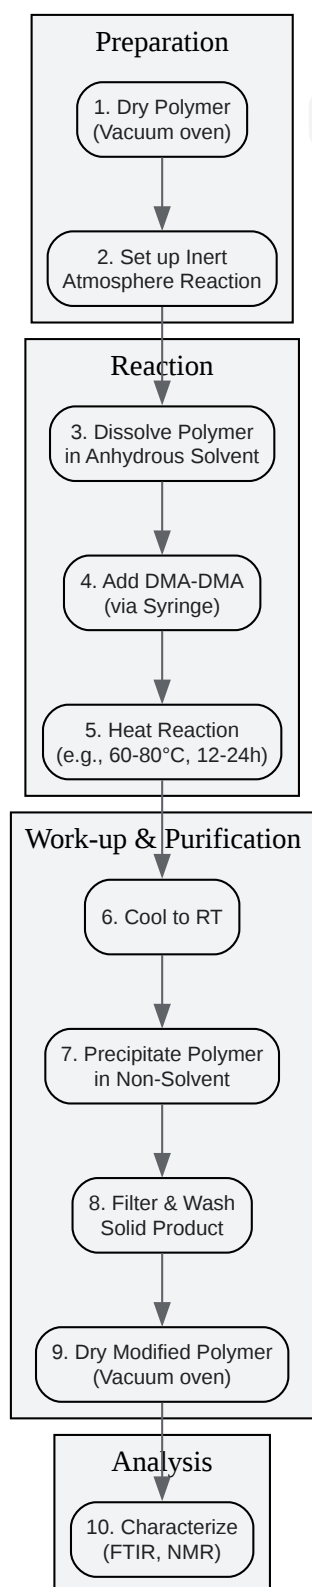 Preparation
1. Dry Polymer
(Vacuum oven)
2. Set up Inert
Atmosphere Reaction
Reaction
3. Dissolve Polymer
in Anhydrous Solvent
4. Add DMA-DMA
(via Syringe)
5. Heat Reaction
(e.g., 60-80°C, 12-24h)
Work-up & Purification
6. Cool to RT
7. Precipitate Polymer
in Non-Solvent
8. Filter & Wash
Solid Product
9. Dry Modified Polymer
(Vacuum oven)
Analysis
10. Characterize
(FTIR, NMR)